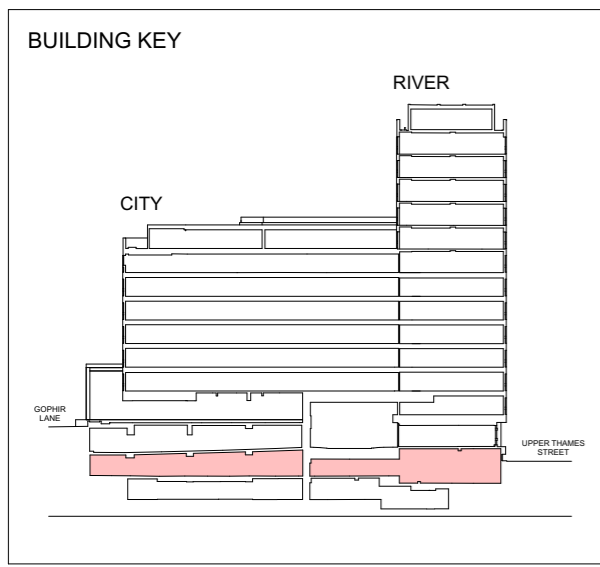 BUILDING KEY
RIVER
CITY
GOPHIR
LANE
UPPER THAMES
STREET